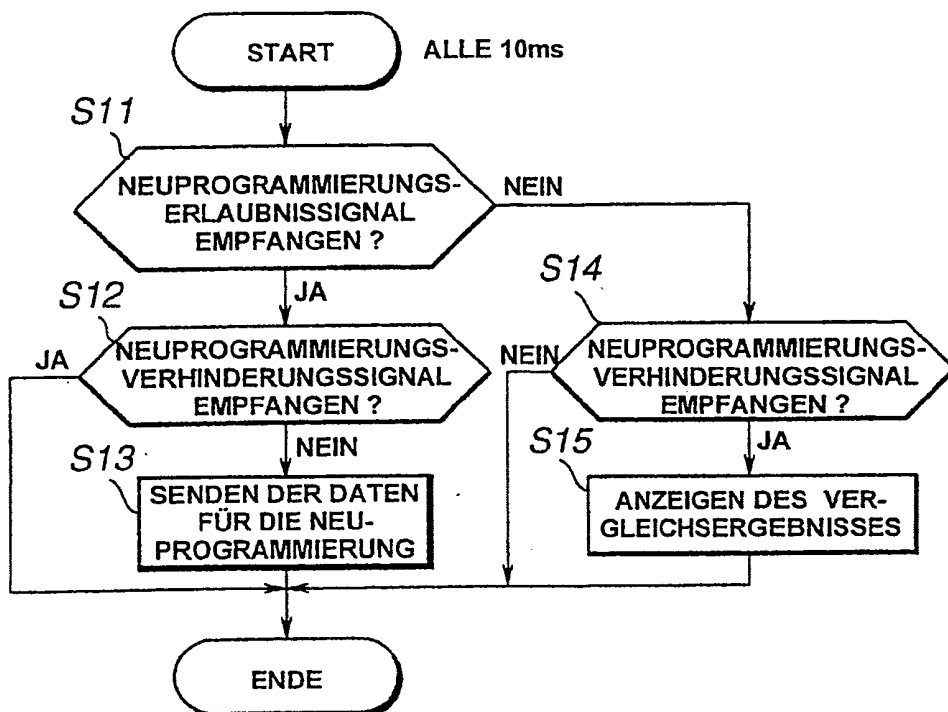 START
ALLE 10ms
S11
NEUPROGRAMMIERUNGS-
ERLAUBNISSIGNAL
EMPFANGEN ?
NEIN
JA
S12
JA
NEUPROGRAMMIERUNGS-
VERHINDERUNGSSIGNAL
EMPFANGEN ?
NEIN
S13
SENDEN DER DATEN
FÜR DIE NEU-
PROGRAMMIERUNG
S14
NEIN
NEUPROGRAMMIERUNGS-
VERHINDERUNGSSIGNAL
EMPFANGEN ?
JA
S15
ANZEIGEN DES VER-
GLEICHSERGEBNISSES
ENDE